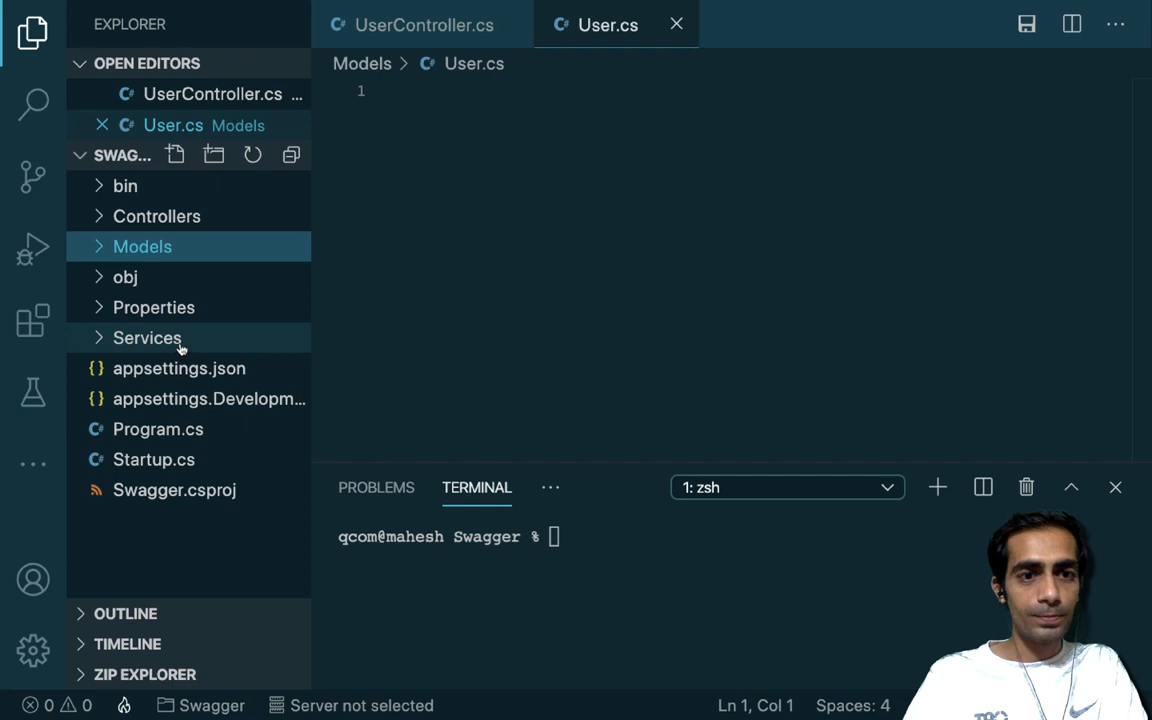 EXPLORER
UserController.cs
User.cs
OPEN EDITORS
UserController.cs ...
User.cs Models
SWAG...
bin
Controllers
Models
obj
Properties
Services
appsettings.json
appsettings.Developm...
Program.cs
Startup.cs
Swagger.csproj
OUTLINE
TIMELINE
ZIP EXPLORER
Models > User.cs
1
PROBLEMS
TERMINAL
1: zsh
qcom@mahesh Swagger %
0 0
Swagger
Server not selected
Ln 1, Col 1
Spaces: 4